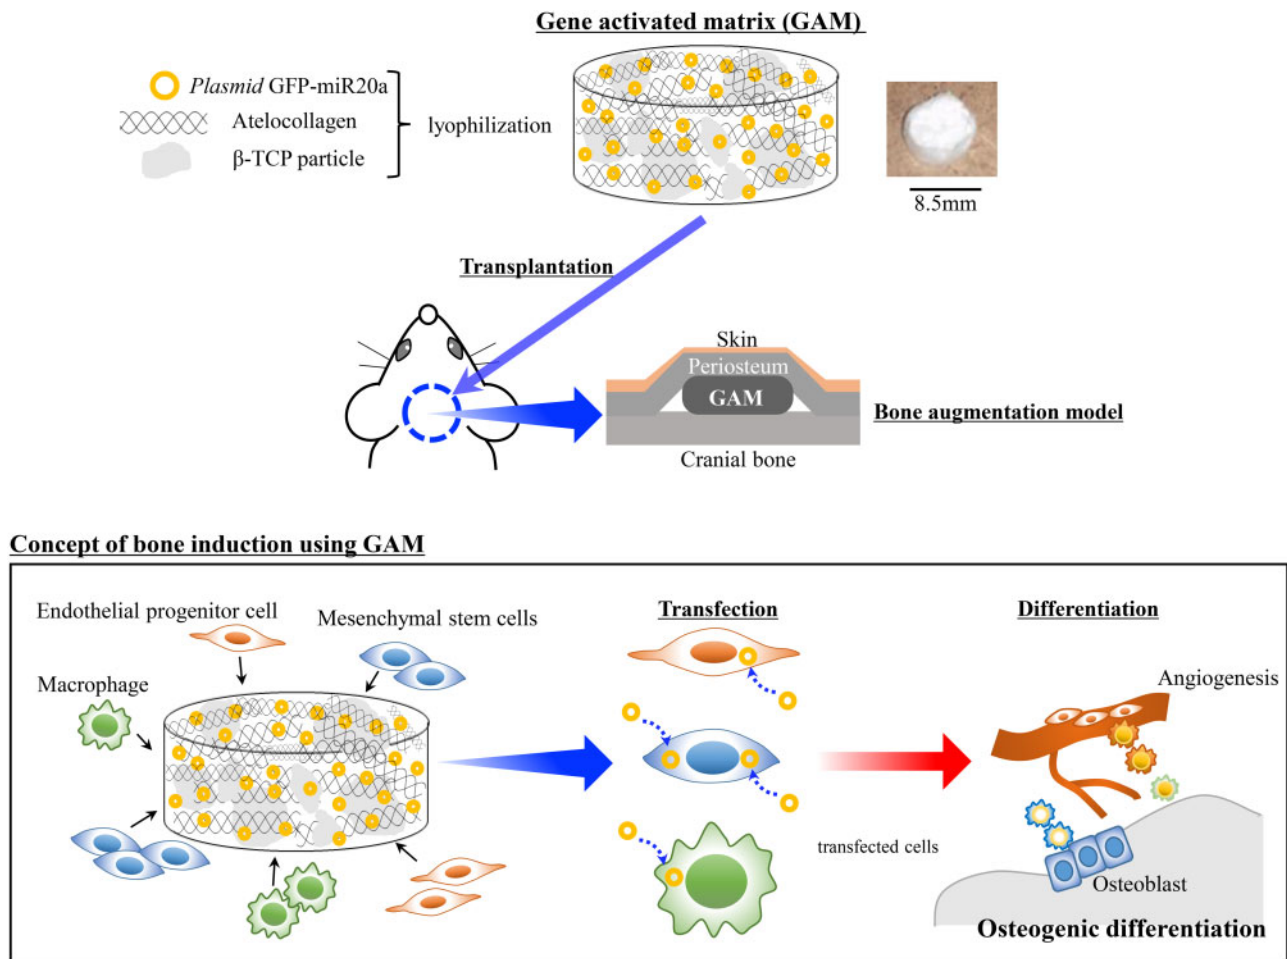 Gene activated matrix (GAM)
Plasmid GFP-miR20a
Atelocollagen
β-TCP particle
lyophilization
8.5mm
Transplantation
Skin
Periosteum
GAM
Cranial bone
Bone augmentation model
Concept of bone induction using GAM
Endothelial progenitor cell
Mesenchymal stem cells
Macrophage
Transfection
Differentiation
Angiogenesis
transfected cells
Osteoblast
Osteogenic differentiation